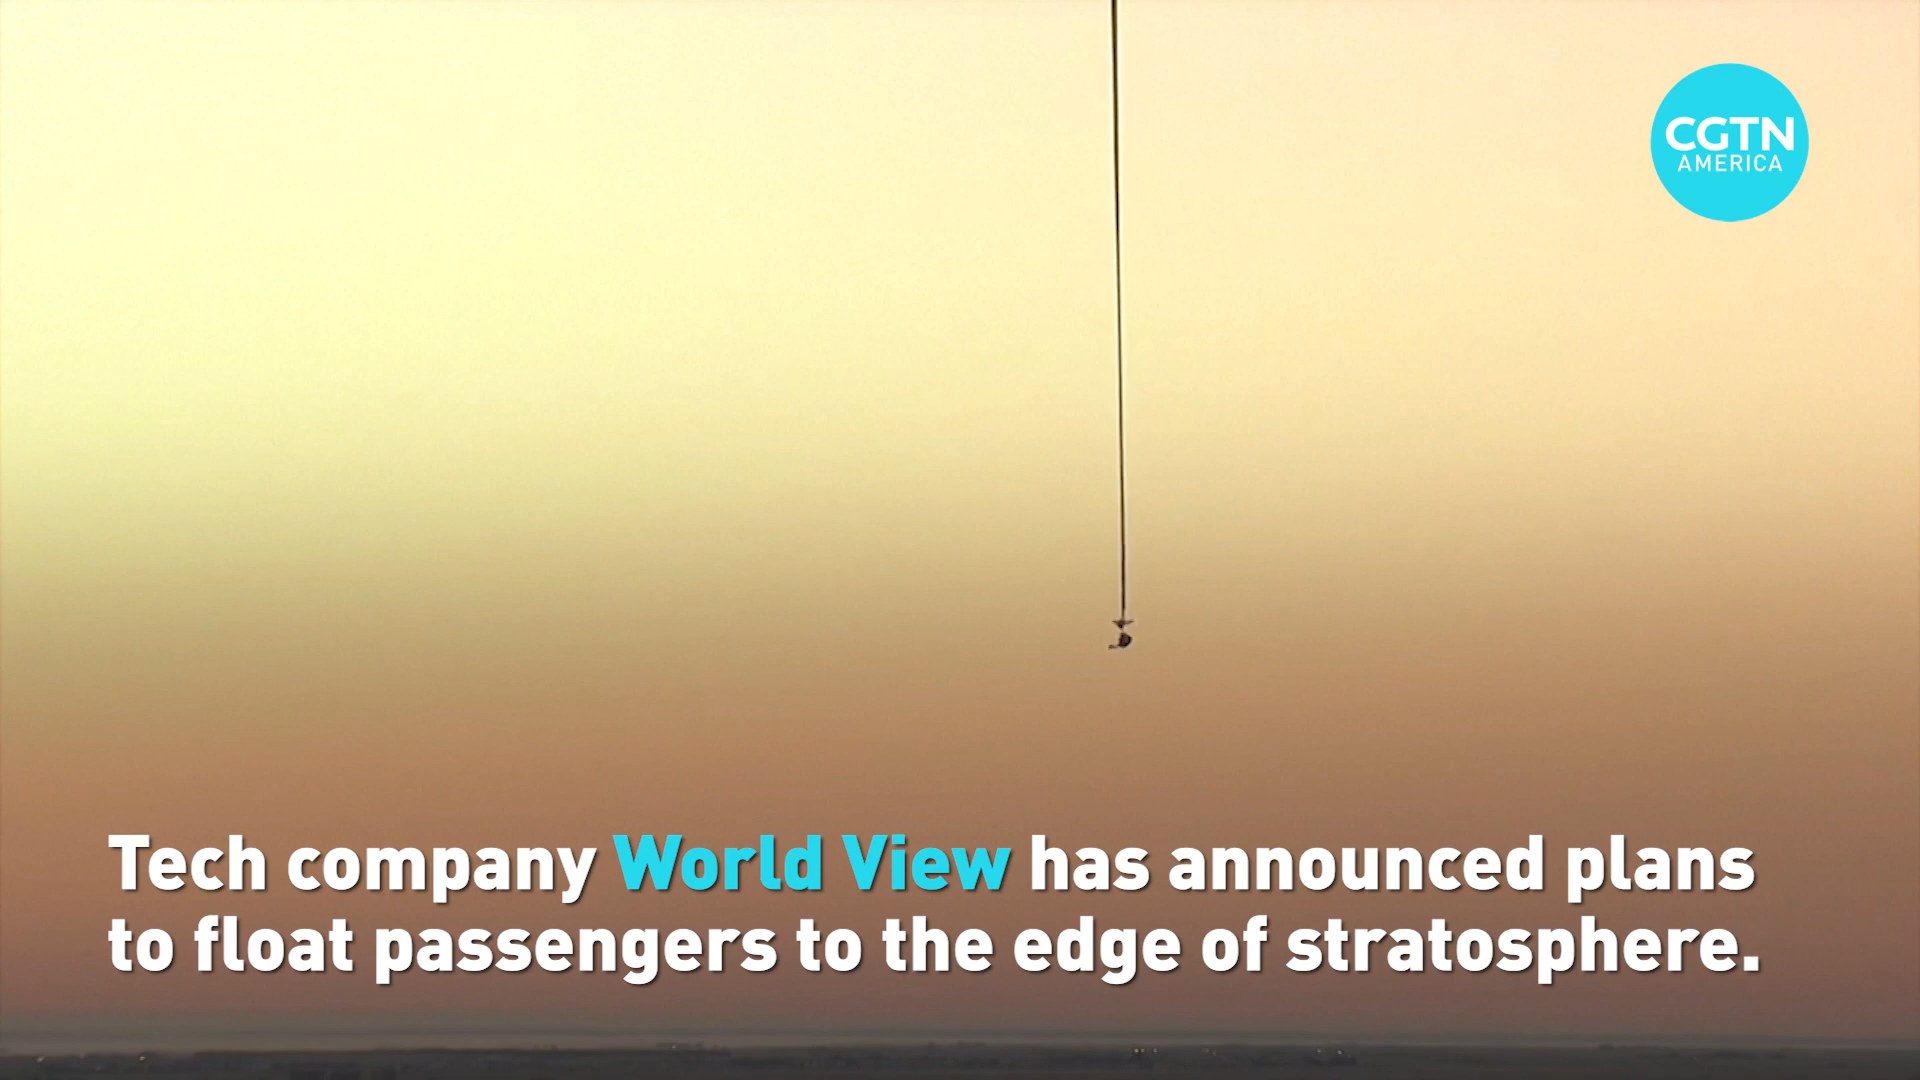 CGTN
AMERICA
Tech company World View has announced plans
to float passengers to the edge of stratosphere.